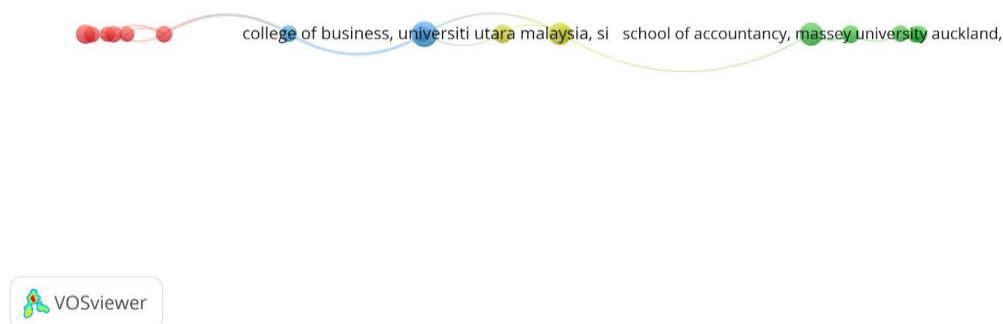 college of business, universiti utara malaysia, si
school of accountancy, massey university auckland,
VOSviewer